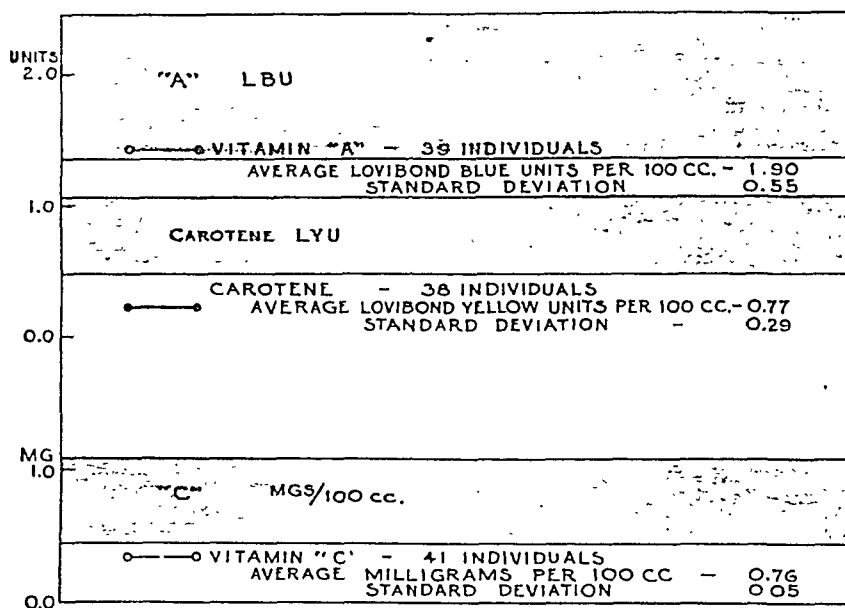 UNITS
2.0
"A" LBU
VITAMIN "A" - 39 INDIVIDUALS
AVERAGE LOVIBOND BLUE UNITS PER 100 CC. - 1.90
STANDARD DEVIATION 0.55
1.0
CAROTENE LYU
CAROTENE - 38 INDIVIDUALS
AVERAGE LOVIBOND YELLOW UNITS PER 100 CC. - 0.77
STANDARD DEVIATION - 0.29
0.0
MG
1.0
"C" MGS/100 CC.
VITAMIN "C' - 41 INDIVIDUALS
AVERAGE MILLIGRAMS PER 100 CC - 0.76
STANDARD DEVIATION 0.05
0.0